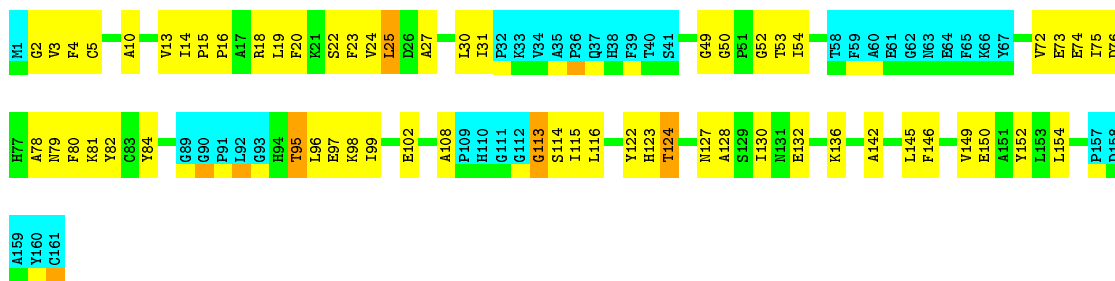 M1 G2 V3 F4 C5 A10 V13 I14 P15 P16 A17 R18 L19 F20 K21 S22 F23 V24 L25 D26 A27 L30 I31 P32 K33 V34 A35 P36 Q37 H38 F39 T40 S41 G49 G50 P51 G52 T53 I54 T58 F59 A60 E61 G62 N63 E64 F65 K66 Y67 V72 E73 E74 I75
H77 A78 N79 F80 K81 Y82 C83 Y84 G89 G90 P91 L92 G93 H94 T95 L96 E97 K98 I99 E102 A108 P109 H110 G111 G112 G113 S114 I115 L116 Y122 H123 T124 N127 A128 S129 I130 N131 E132 K136 A142 L145 F146 V149 E150 A151 Y152 L153 L154 P157 D158
A159 Y160 C161